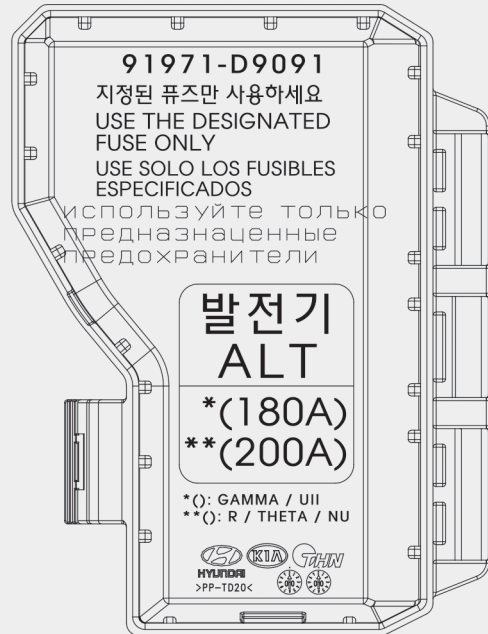 91971-D9091
지정된 퓨즈만 사용하세요
USE THE DESIGNATED
FUSE ONLY
USE SOLO LOS FUSIBLES
ESPECIFICADOS
используйте только
предназнаценные
предохранители
발전기
ALT
*(180A)
**(200A)
*(): GAMMA / UII
**(): R / THETA / NU
HYUNDAI
KIA
THN
>PP-TD20<